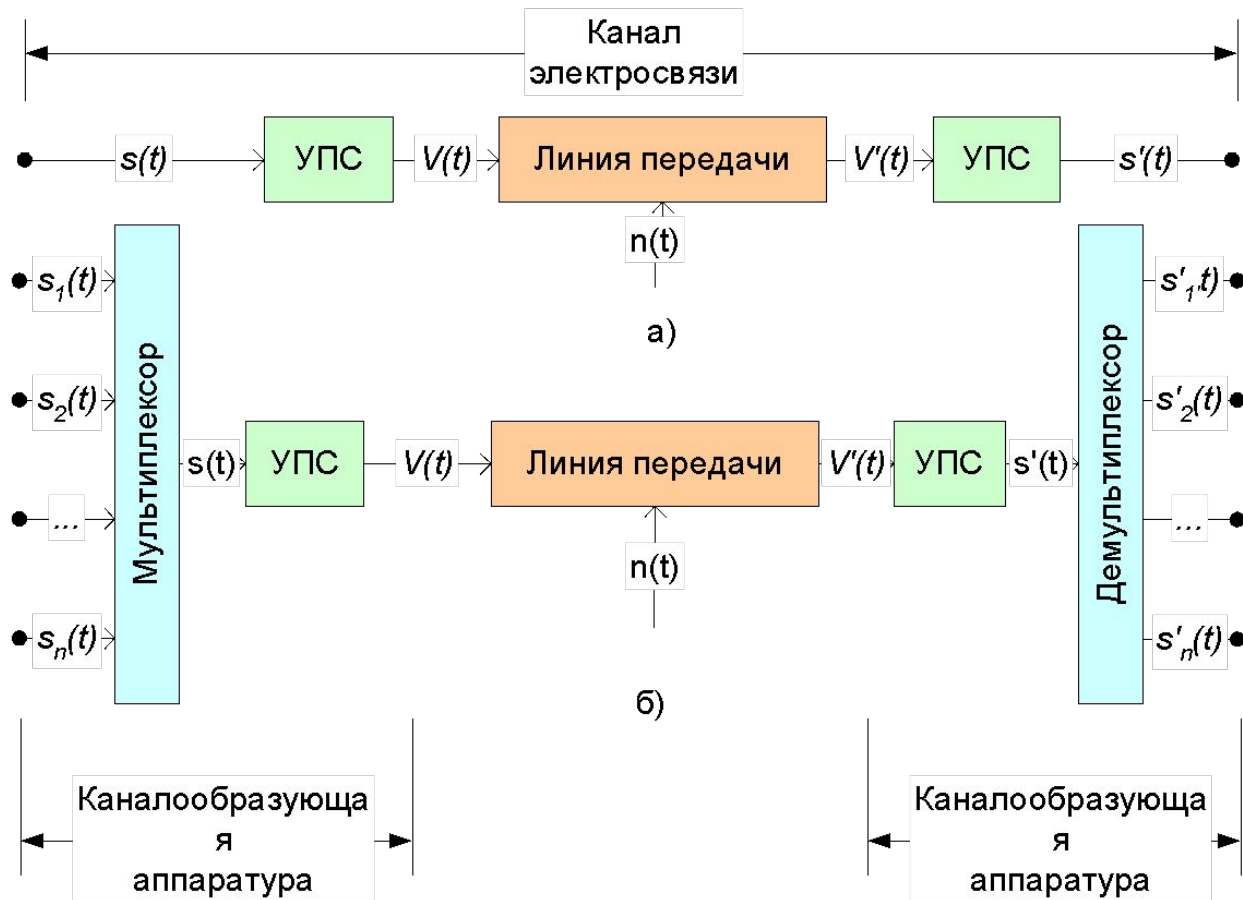 Канал
электросвязи
s(t)
УПС
V(t)
Линия передачи
V'(t)
УПС
s'(t)
n(t)
а)
s1(t)
s2(t)
...
sn(t)
Мультиплексор
s(t)
УПС
V(t)
Линия передачи
V'(t)
УПС
s'(t)
n(t)
Демультиплексор
s'1't)
s'2(t)
...
s'n(t)
б)
Каналообразующа
я
аппаратура
Каналообразующа
я
аппаратура